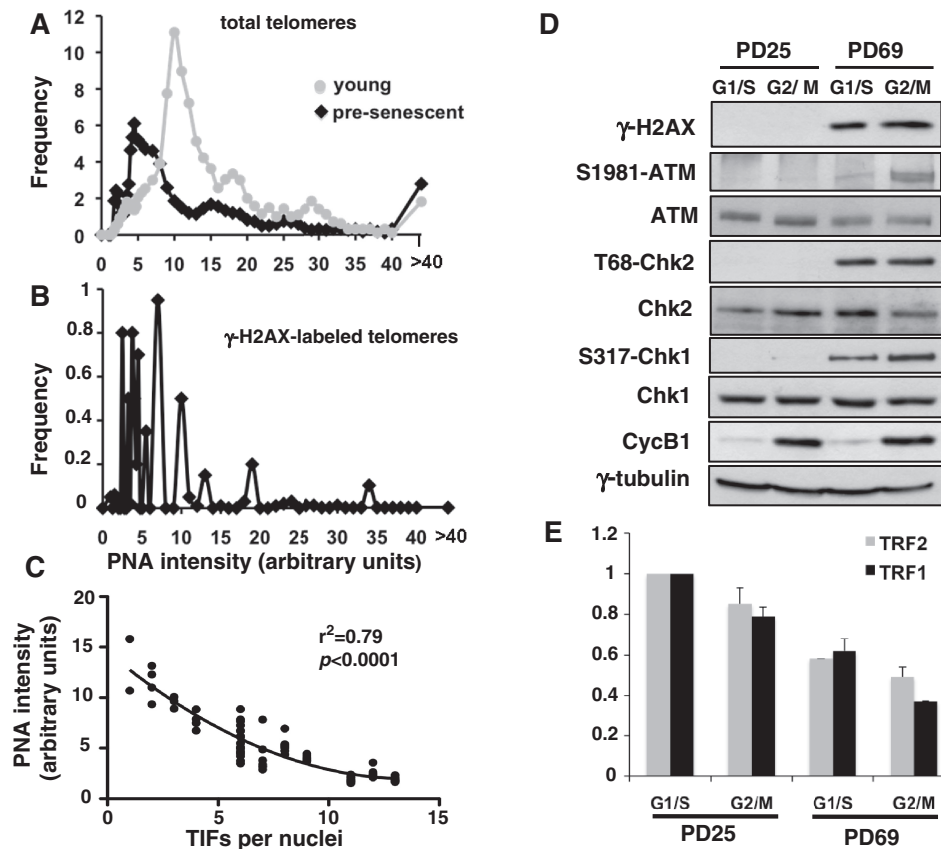 A
total telomeres
12
10
8
6
4
2
0
Frequency
young
pre-senescent
0 5 10 15 20 25 30 35 40 >40
B
γ-H2AX-labeled telomeres
1
0.8
0.6
0.4
0.2
0
Frequency
0 5 10 15 20 25 30 35 40 >40
PNA intensity (arbitrary units)
C
20
15
10
5
0
PNA intensity
(arbitrary units)
r²=0.79
p<0.0001
0 5 10 15
TIFs per nuclei
D
PD25 PD69
G1/S G2/ M G1/S G2/M
γ-H2AX
S1981-ATM
ATM
T68-Chk2
Chk2
S317-Chk1
Chk1
CycB1
γ-tubulin
E
1.2
1
0.8
0.6
0.4
0.2
0
TRF2
TRF1
G1/S G2/M G1/S G2/M
PD25 PD69